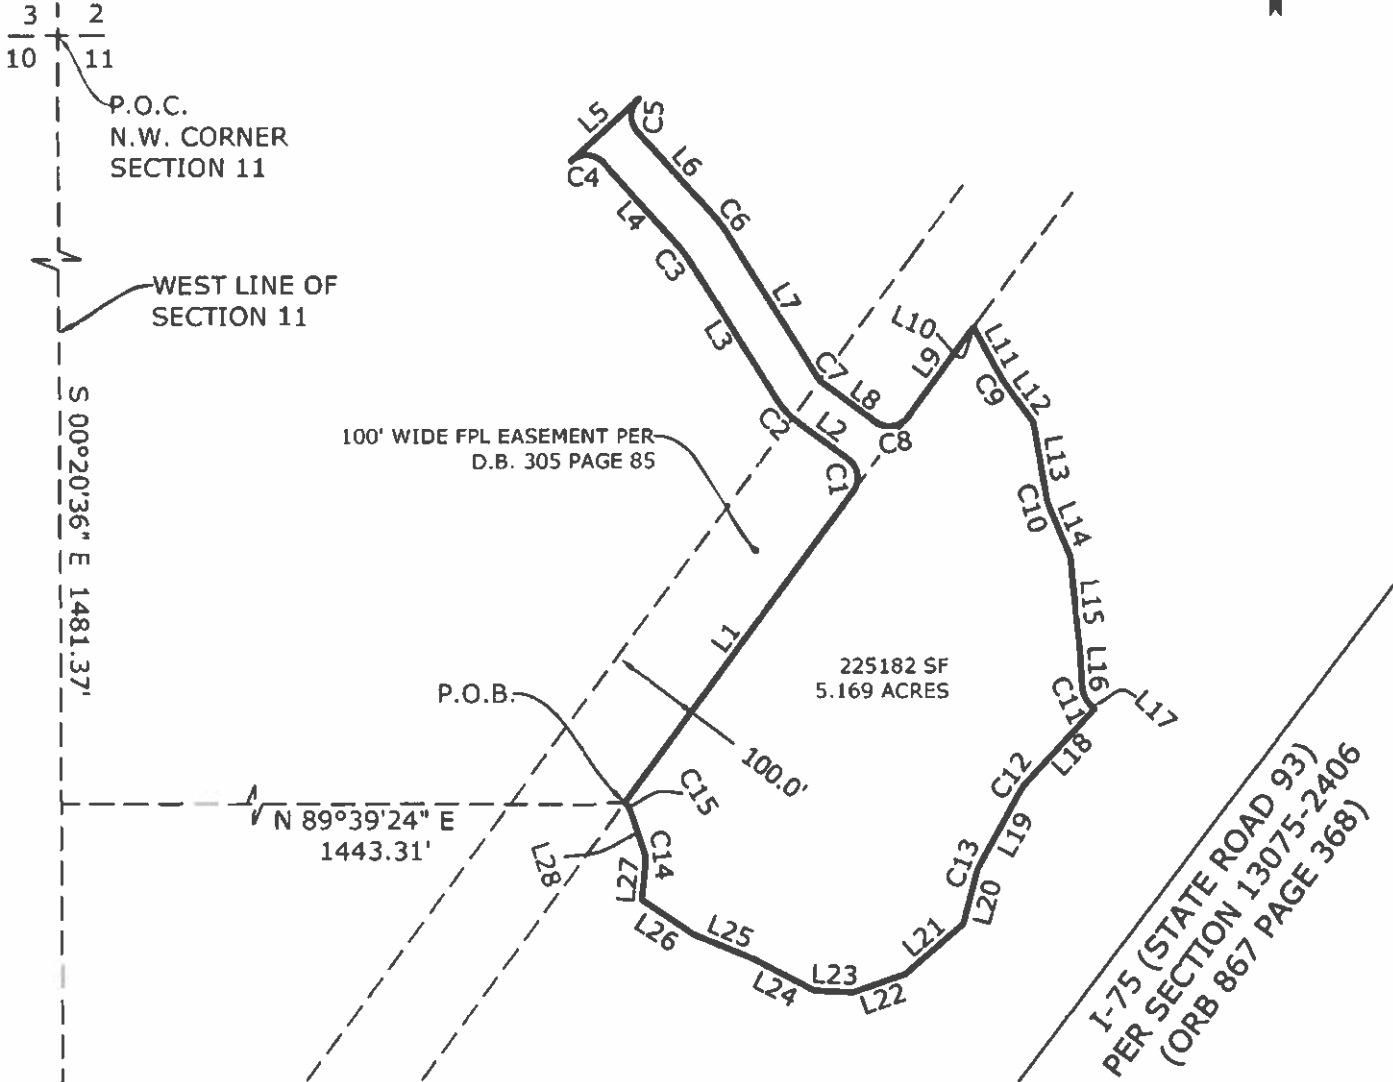 3 2
10 11
P.O.C.
N.W. CORNER
SECTION 11
WEST LINE OF
SECTION 11
S 00°20'36" E 1481.37'
L5
C5
C4
L6
L4
C6
C3
L7
L3
L10
L11
C7
L9
L8
C9
L12
C2
L2
C8
100' WIDE FPL EASEMENT PER
D.B. 305 PAGE 85
C1
L13
C10
L14
L15
L1
225182 SF
5.169 ACRES
L16
C11
L17
P.O.B.
100.0'
L18
C12
C15
N 89°39'24" E
1443.31'
L19
C14
L28
C13
L27
L20
L26
L25
L21
L24
L23
L22
I-75 (STATE ROAD 93)
PER SECTION 13075-2406
(ORB 867 PAGE 368)